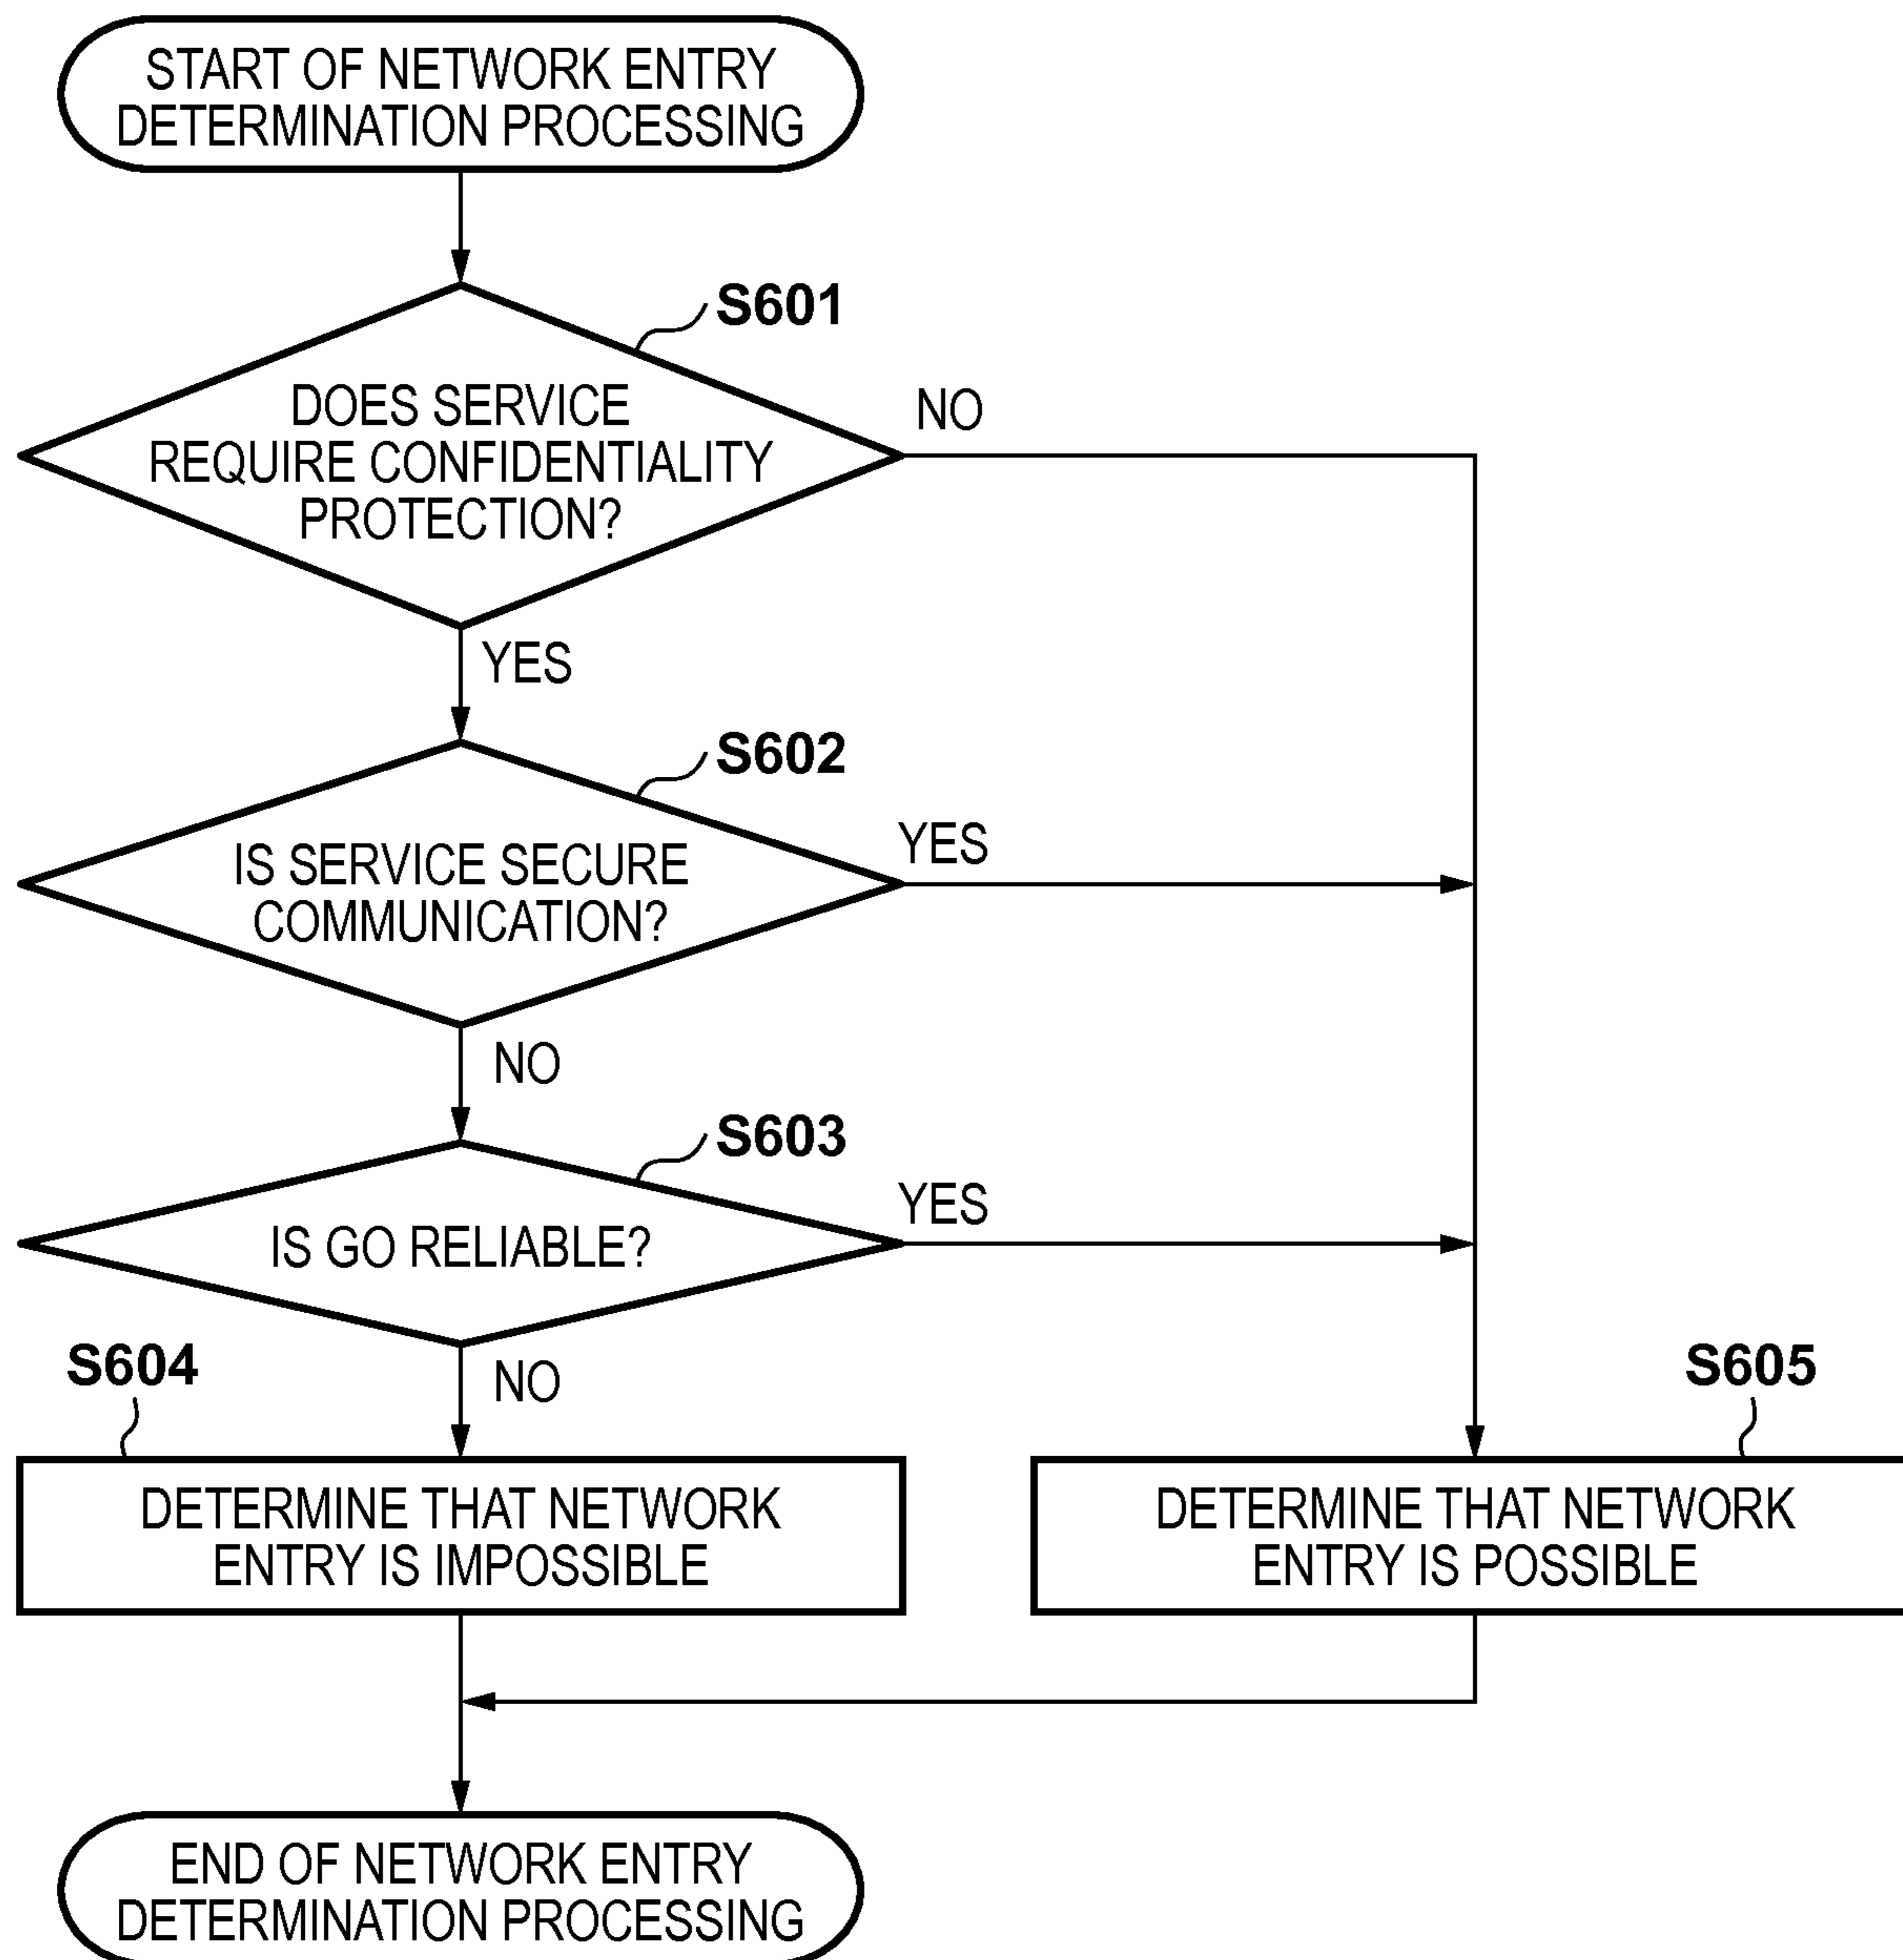 START OF NETWORK ENTRY
DETERMINATION PROCESSING
S601
DOES SERVICE
REQUIRE CONFIDENTIALITY
PROTECTION?
NO
YES
S602
IS SERVICE SECURE
COMMUNICATION?
YES
NO
S603
IS GO RELIABLE?
YES
NO
S604
DETERMINE THAT NETWORK
ENTRY IS IMPOSSIBLE
S605
DETERMINE THAT NETWORK
ENTRY IS POSSIBLE
END OF NETWORK ENTRY
DETERMINATION PROCESSING